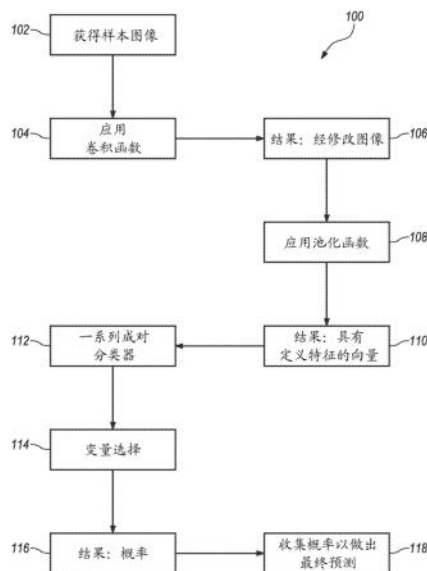 102
获得样本图像
100
104
应用
卷积函数
结果：经修改图像
106
应用池化函数
108
112
一系列成对
分类器
结果：具有
定义特征的向量
110
114
变量选择
116
结果：概率
收集概率以做出
最终预测
118